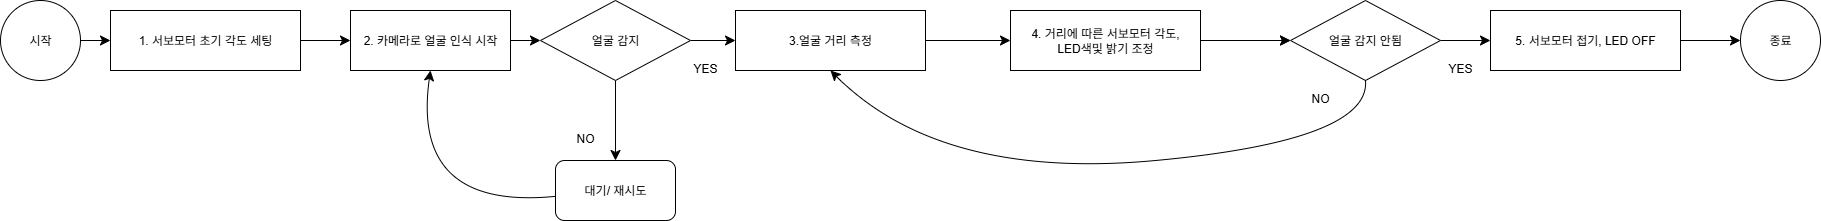 시작
1. 서보모터 초기 각도 세팅
2. 카메라로 얼굴 인식 시작
얼굴 감지
YES
NO
대기/ 재시도
3.얼굴 거리 측정
4. 거리에 따른 서보모터 각도,
LED색및 밝기 조정
얼굴 감지 안됨
YES
NO
5. 서보모터 접기, LED OFF
종료